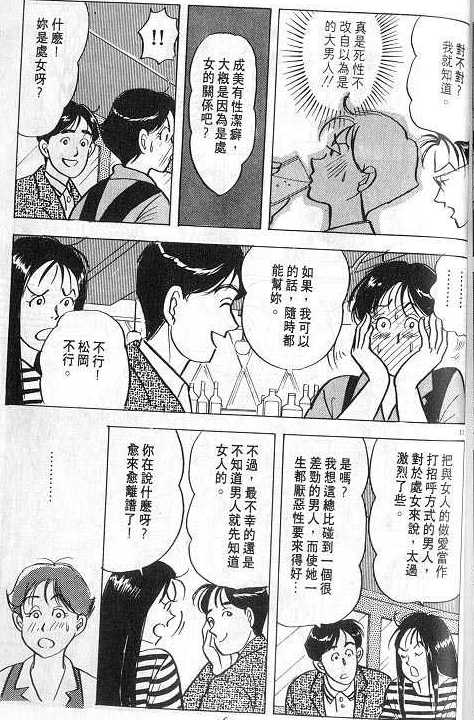 對不對？
我就知道。
真是死性不
改自以為是
的大男人!!
成美有性潔癖，
大概是因為是處
女的關係吧？
!!
什麼！
妳是處女呀？
…………
…………
如果，我可以
的話，隨時都
能幫妳。
不行！
松岡
不行。
11
把與女人的做愛當作
打招呼方式的男人，
對於處女來說，太過
激烈了些。
是嗎？
我想這總比碰到一個很
差勁的男人，而使她一
生都厭惡性要來得好…
不過，最不幸的還是
不知道男人就先知道
女人的。
你在說什麼呀？
愈來愈離譜了！
…………